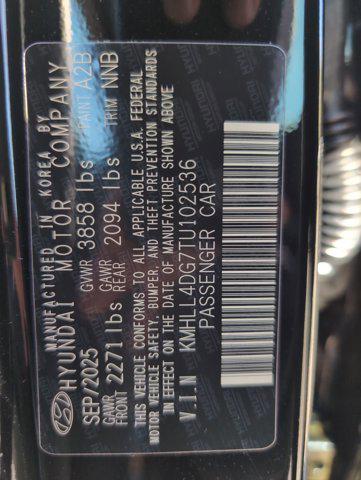 MANUFACTURED IN KOREA BY
HYUNDAI MOTOR COMPANY
SEP/2025 GVWR 3858 lbs PAINT A2B
GAWR FRONT 2271 lbs GAWR REAR 2094 lbs TRIM NNB
THIS VEHICLE CONFORMS TO ALL APPLICABLE U.S.A. FEDERAL
MOTOR VEHICLE SAFETY, BUMPER, AND THEFT PREVENTION STANDARDS
IN EFFECT ON THE DATE OF MANUFACTURE SHOWN ABOVE
V.I.N KMHLL4DG7TU102536
PASSENGER CAR